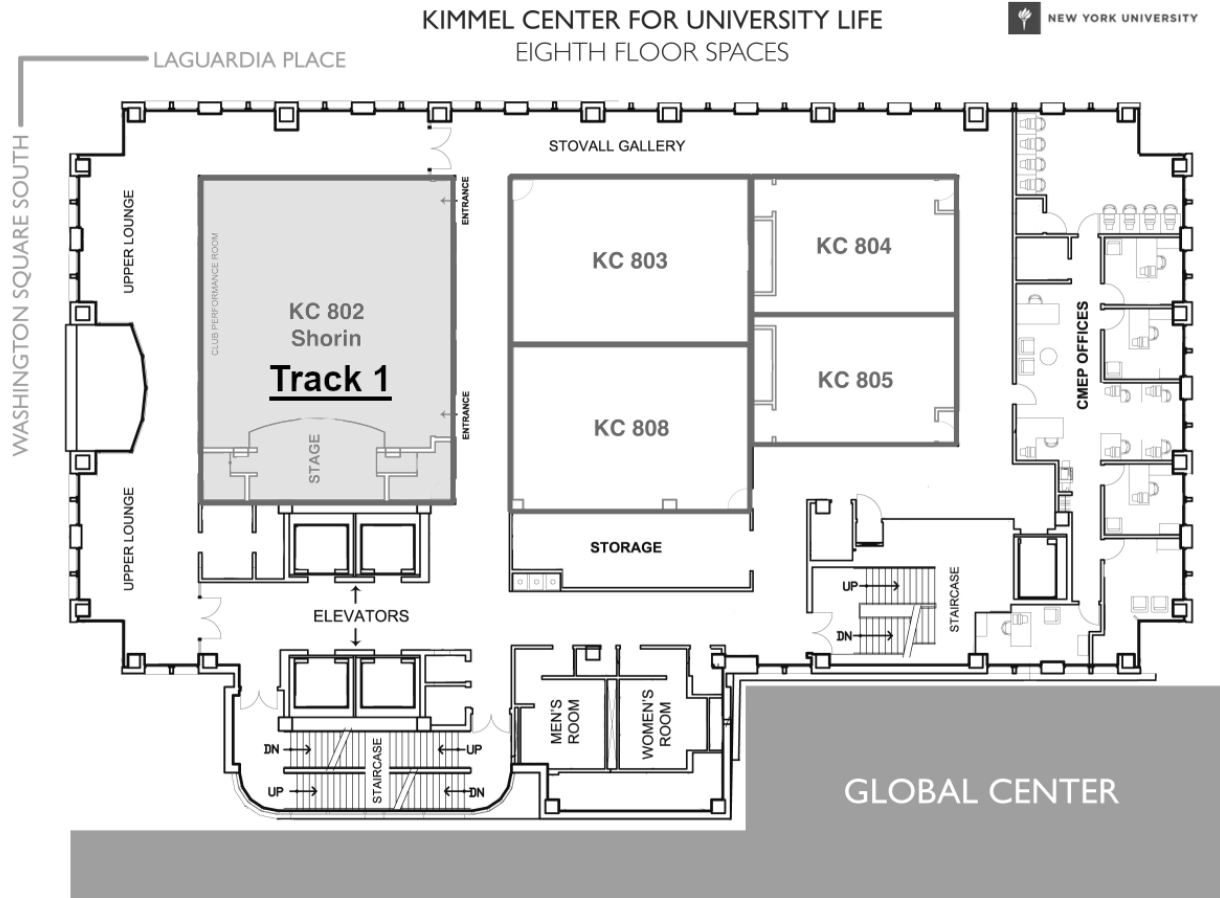 KIMMEL CENTER FOR UNIVERSITY LIFE
EIGHTH FLOOR SPACES
NEW YORK UNIVERSITY
LAGUARDIA PLACE
WASHINGTON SQUARE SOUTH
STOVALL GALLERY
UPPER LOUNGE
CLUB PERFORMANCE ROOM
ENTRANCE
KC 802
Shorin
Track 1
ENTRANCE
STAGE
KC 803
KC 804
KC 805
KC 808
CMEP OFFICES
UPPER LOUNGE
STORAGE
ELEVATORS
UP
DN
STAIRCASE
MEN'S
ROOM
WOMEN'S
ROOM
DN
UP
STAIRCASE
UP
DN
GLOBAL CENTER